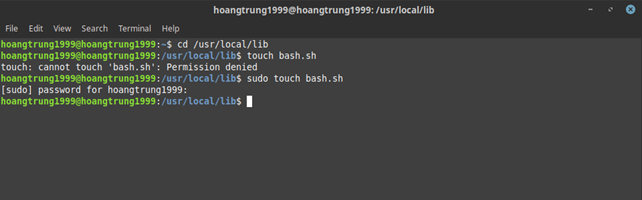 hoangtrung1999@hoangtrung1999: /usr/local/lib
File Edit View Search Terminal Help
hoangtrung1999@hoangtrung1999:~$ cd /usr/local/lib
hoangtrung1999@hoangtrung1999:/usr/local/lib$ touch bash.sh
touch: cannot touch 'bash.sh': Permission denied
hoangtrung1999@hoangtrung1999:/usr/local/lib$ sudo touch bash.sh
[sudo] password for hoangtrung1999:
hoangtrung1999@hoangtrung1999:/usr/local/lib$